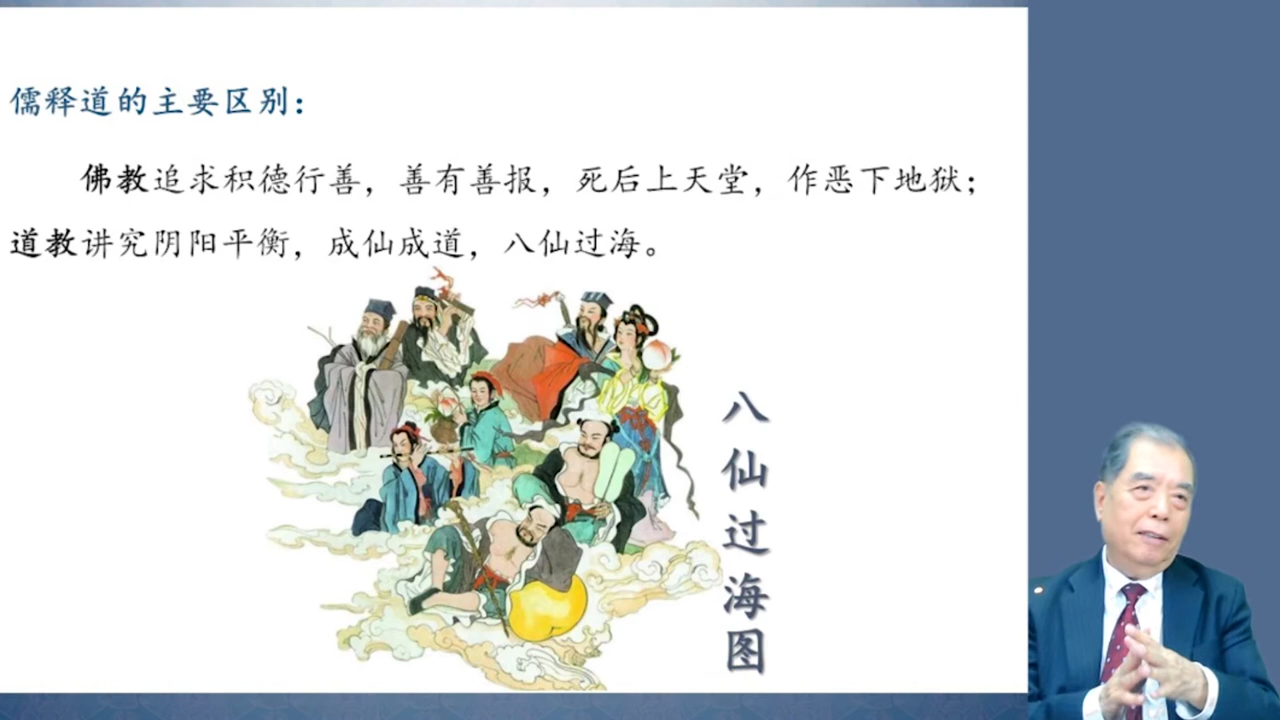 儒释道的主要区别：
佛教追求积德行善，善有善报，死后上天堂，作恶下地狱；
道教讲究阴阳平衡，成仙成道，八仙过海。
八仙过海图